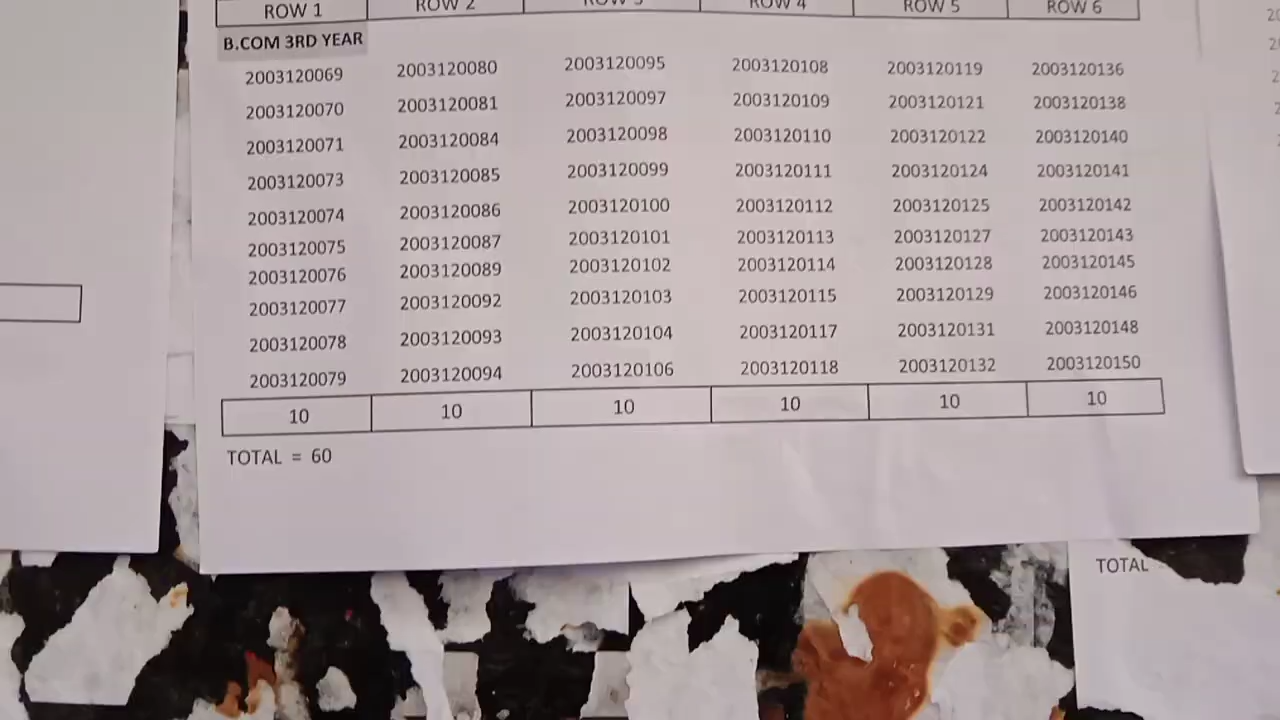 ROW 1 ROW 2 ROW 3 ROW 4 ROW 5 ROW 6
B.COM 3RD YEAR
2003120069 2003120080 2003120095 2003120108 2003120119 2003120136
2003120070 2003120081 2003120097 2003120109 2003120121 2003120138
2003120071 2003120084 2003120098 2003120110 2003120122 2003120140
2003120073 2003120085 2003120099 2003120111 2003120124 2003120141
2003120074 2003120086 2003120100 2003120112 2003120125 2003120142
2003120075 2003120087 2003120101 2003120113 2003120127 2003120143
2003120076 2003120089 2003120102 2003120114 2003120128 2003120145
2003120077 2003120092 2003120103 2003120115 2003120129 2003120146
2003120078 2003120093 2003120104 2003120117 2003120131 2003120148
2003120079 2003120094 2003120106 2003120118 2003120132 2003120150
10 10 10 10 10 10
TOTAL = 60
TOTAL